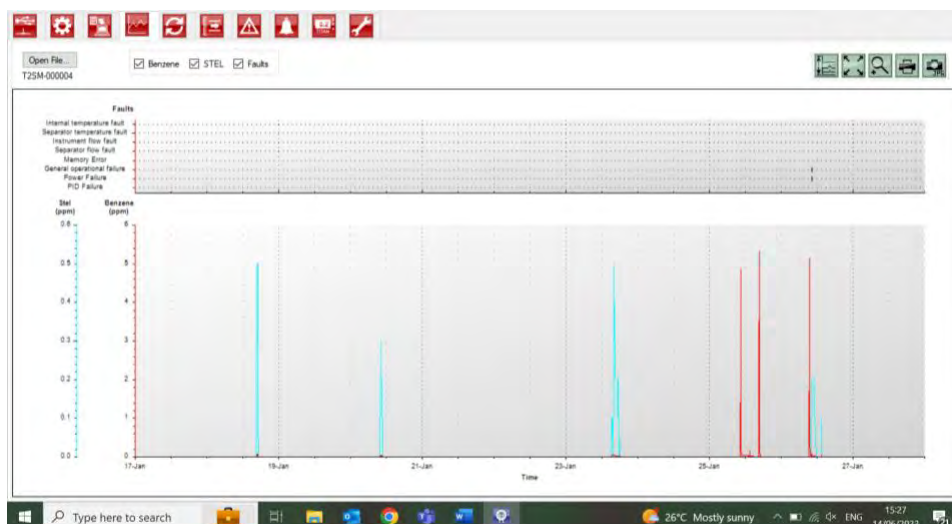 Open File...
Benzene STEL Faults
T2SM-000004
Faults
Internal temperature fault
Separator temperature fault
Instrument flow fault
Separator flow fault
Memory Error
General operational failure
Power Failure
PID Failure
Stel Benzene
(ppm) (ppm)
0.6 6
0.5 5
0.4 4
0.3 3
0.2 2
0.1 1
0.0 0
17-Jan 19-Jan 21-Jan 23-Jan 25-Jan 27-Jan
Time
Type here to search
26°C Mostly sunny
ENG
15:27